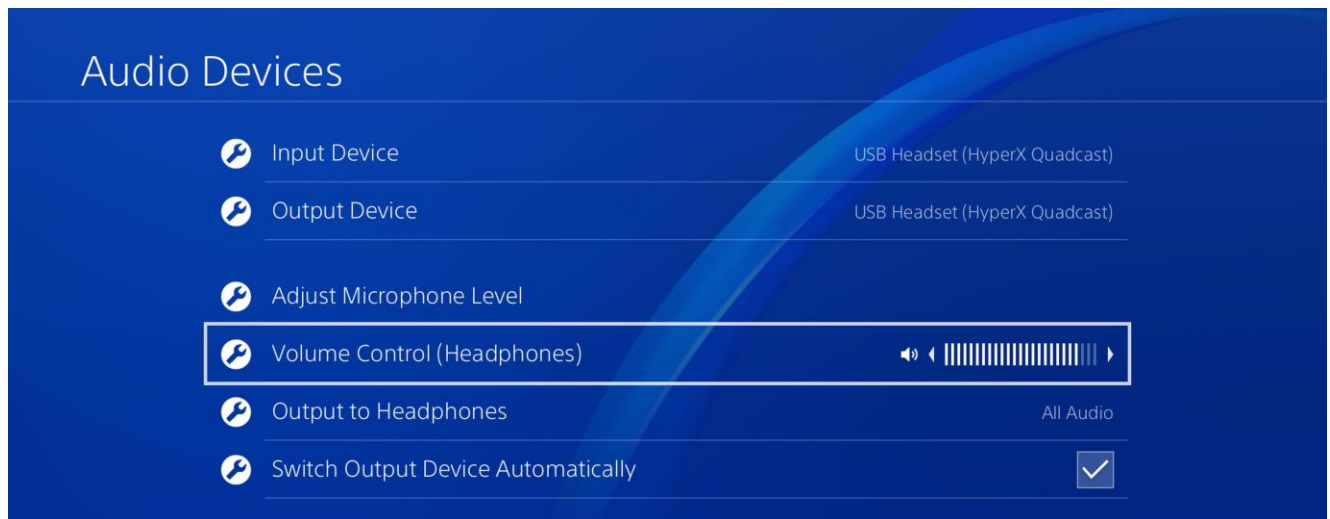 Audio Devices
Input Device USB Headset (HyperX Quadcast)
Output Device USB Headset (HyperX Quadcast)
Adjust Microphone Level
Volume Control (Headphones)
Output to Headphones All Audio
Switch Output Device Automatically